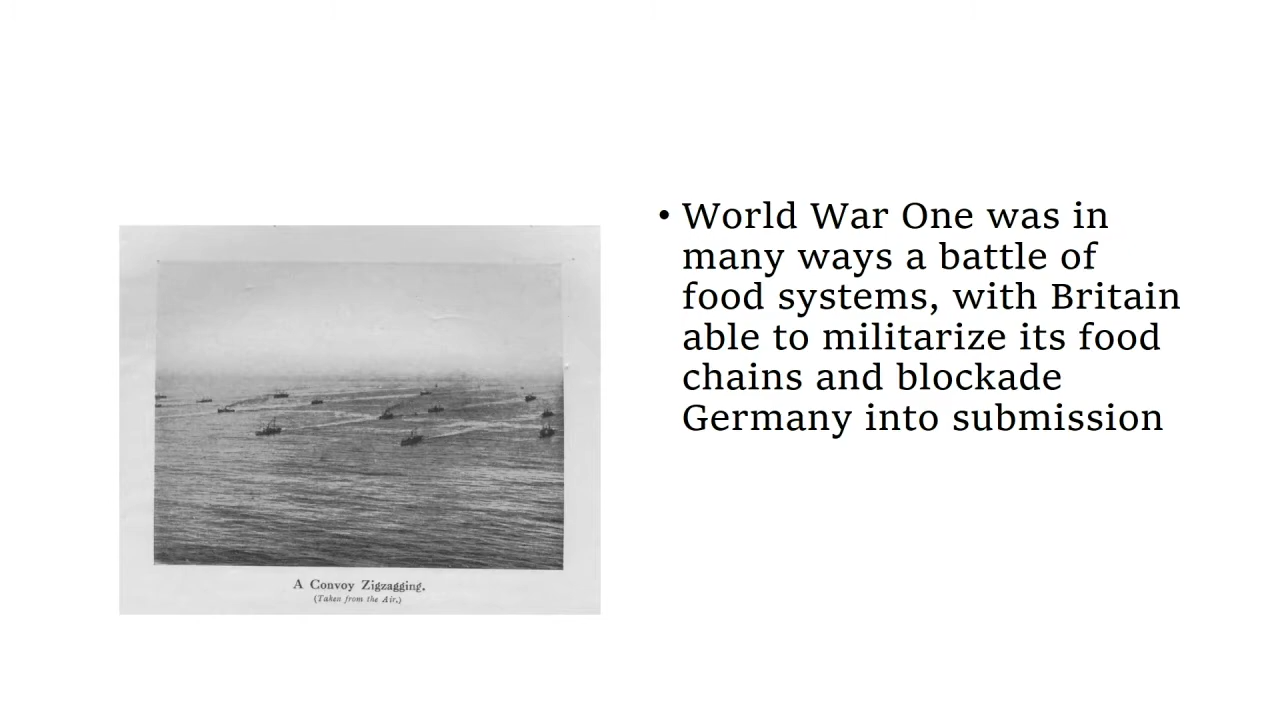 • World War One was in
many ways a battle of
food systems, with Britain
able to militarize its food
chains and blockade
Germany into submission
A Convoy Zigzagging.
(Taken from the Air.)